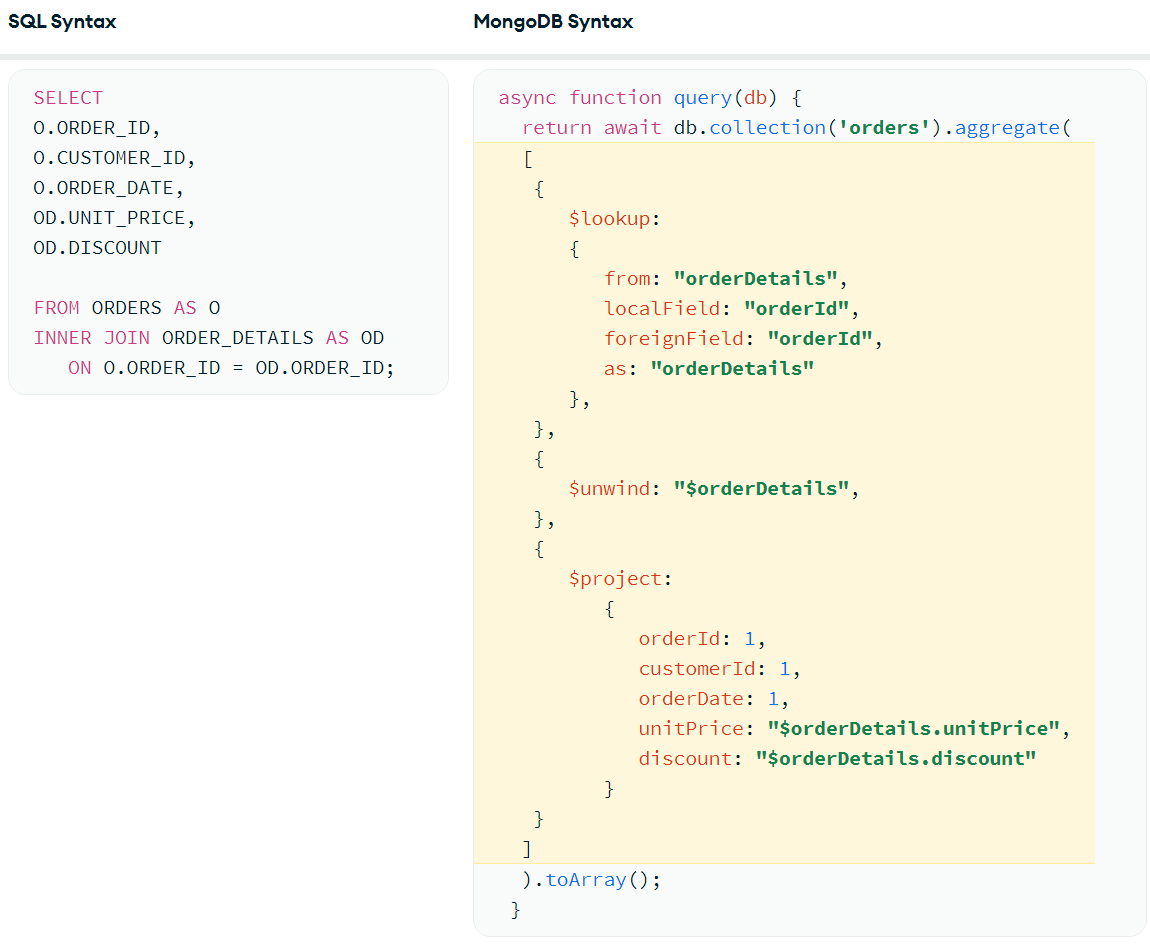 SQL Syntax
MongoDB Syntax
SELECT
O.ORDER_ID,
O.CUSTOMER_ID,
O.ORDER_DATE,
OD.UNIT_PRICE,
OD.DISCOUNT
FROM ORDERS AS O
INNER JOIN ORDER_DETAILS AS OD
ON O.ORDER_ID = OD.ORDER_ID;
async function query(db) {
return await db.collection('orders').aggregate(
[
{
$lookup:
{
from: "orderDetails",
localField: "orderId",
foreignField: "orderId",
as: "orderDetails"
},
},
{
$unwind: "$orderDetails",
},
{
$project:
{
orderId: 1,
customerId: 1,
orderDate: 1,
unitPrice: "$orderDetails.unitPrice",
discount: "$orderDetails.discount"
}
}
]
).toArray();
}